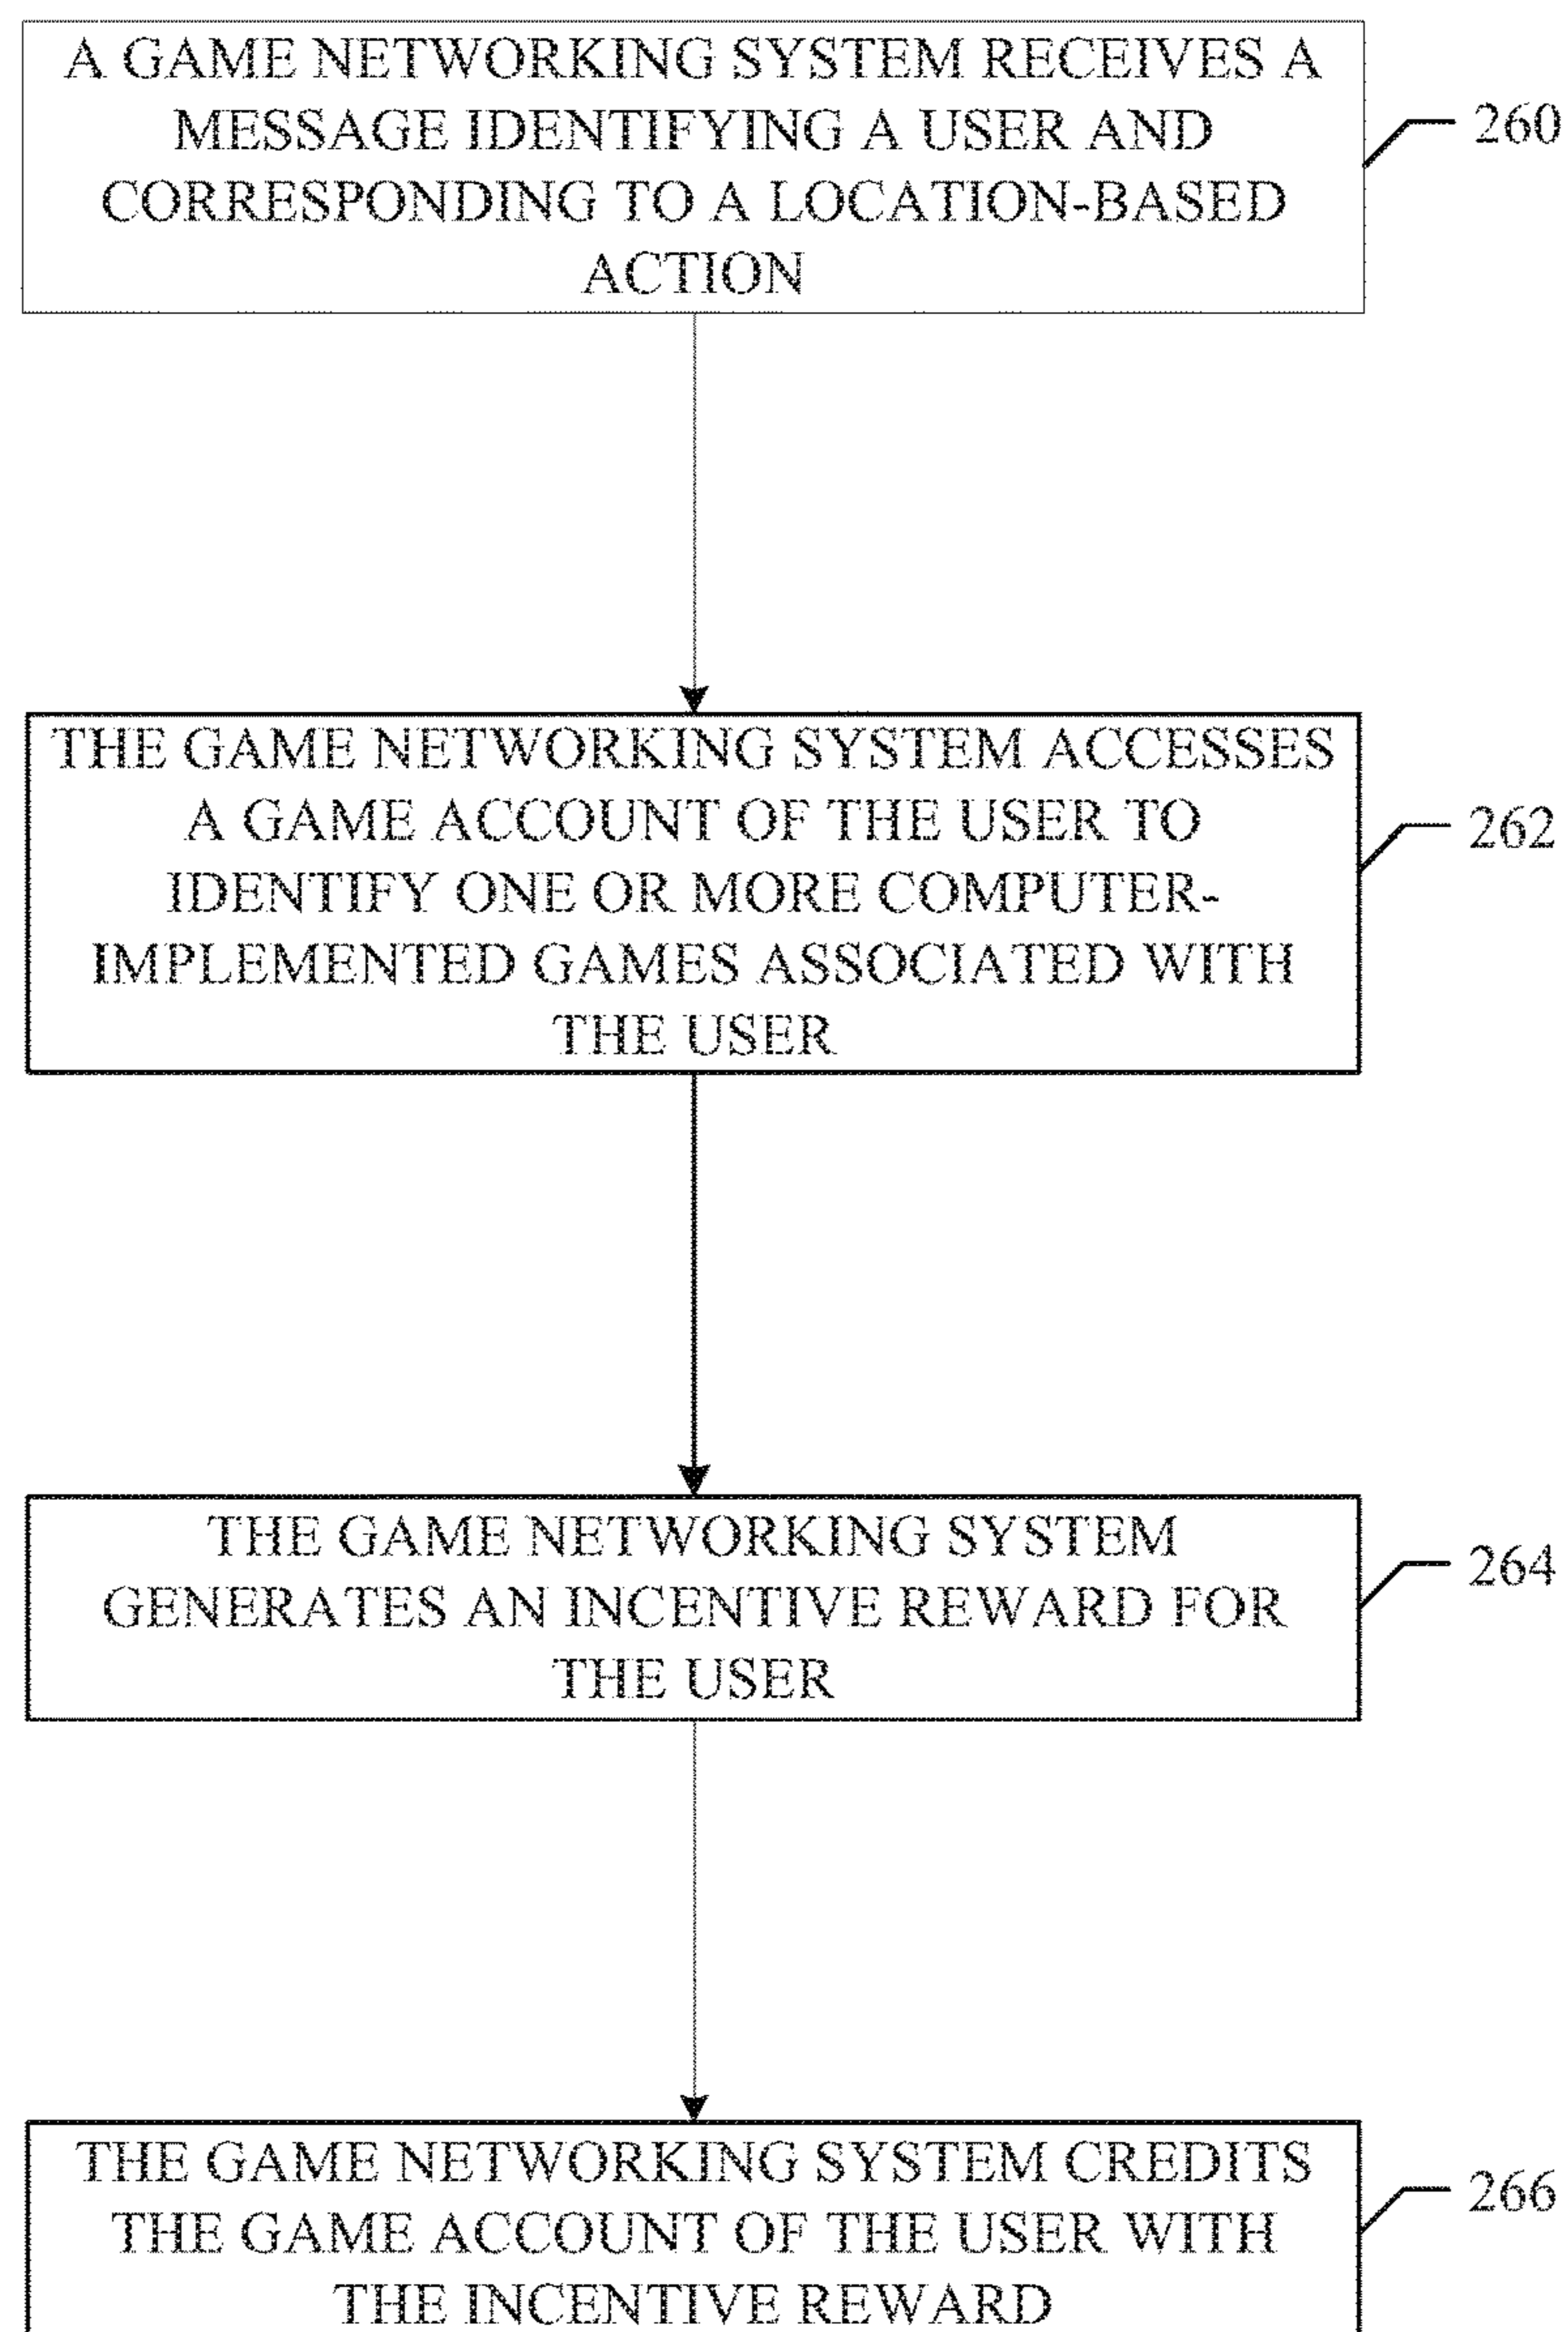 A GAME NETWORKING SYSTEM RECEIVES A
MESSAGE IDENTIFYING A USER AND
CORRESPONDING TO A LOCATION-BASED
ACTION
260
THE GAME NETWORKING SYSTEM ACCESSES
A GAME ACCOUNT OF THE USER TO
IDENTIFY ONE OR MORE COMPUTER-
IMPLEMENTED GAMES ASSOCIATED WITH
THE USER
262
THE GAME NETWORKING SYSTEM
GENERATES AN INCENTIVE REWARD FOR
THE USER
264
THE GAME NETWORKING SYSTEM CREDITS
THE GAME ACCOUNT OF THE USER WITH
THE INCENTIVE REWARD
266